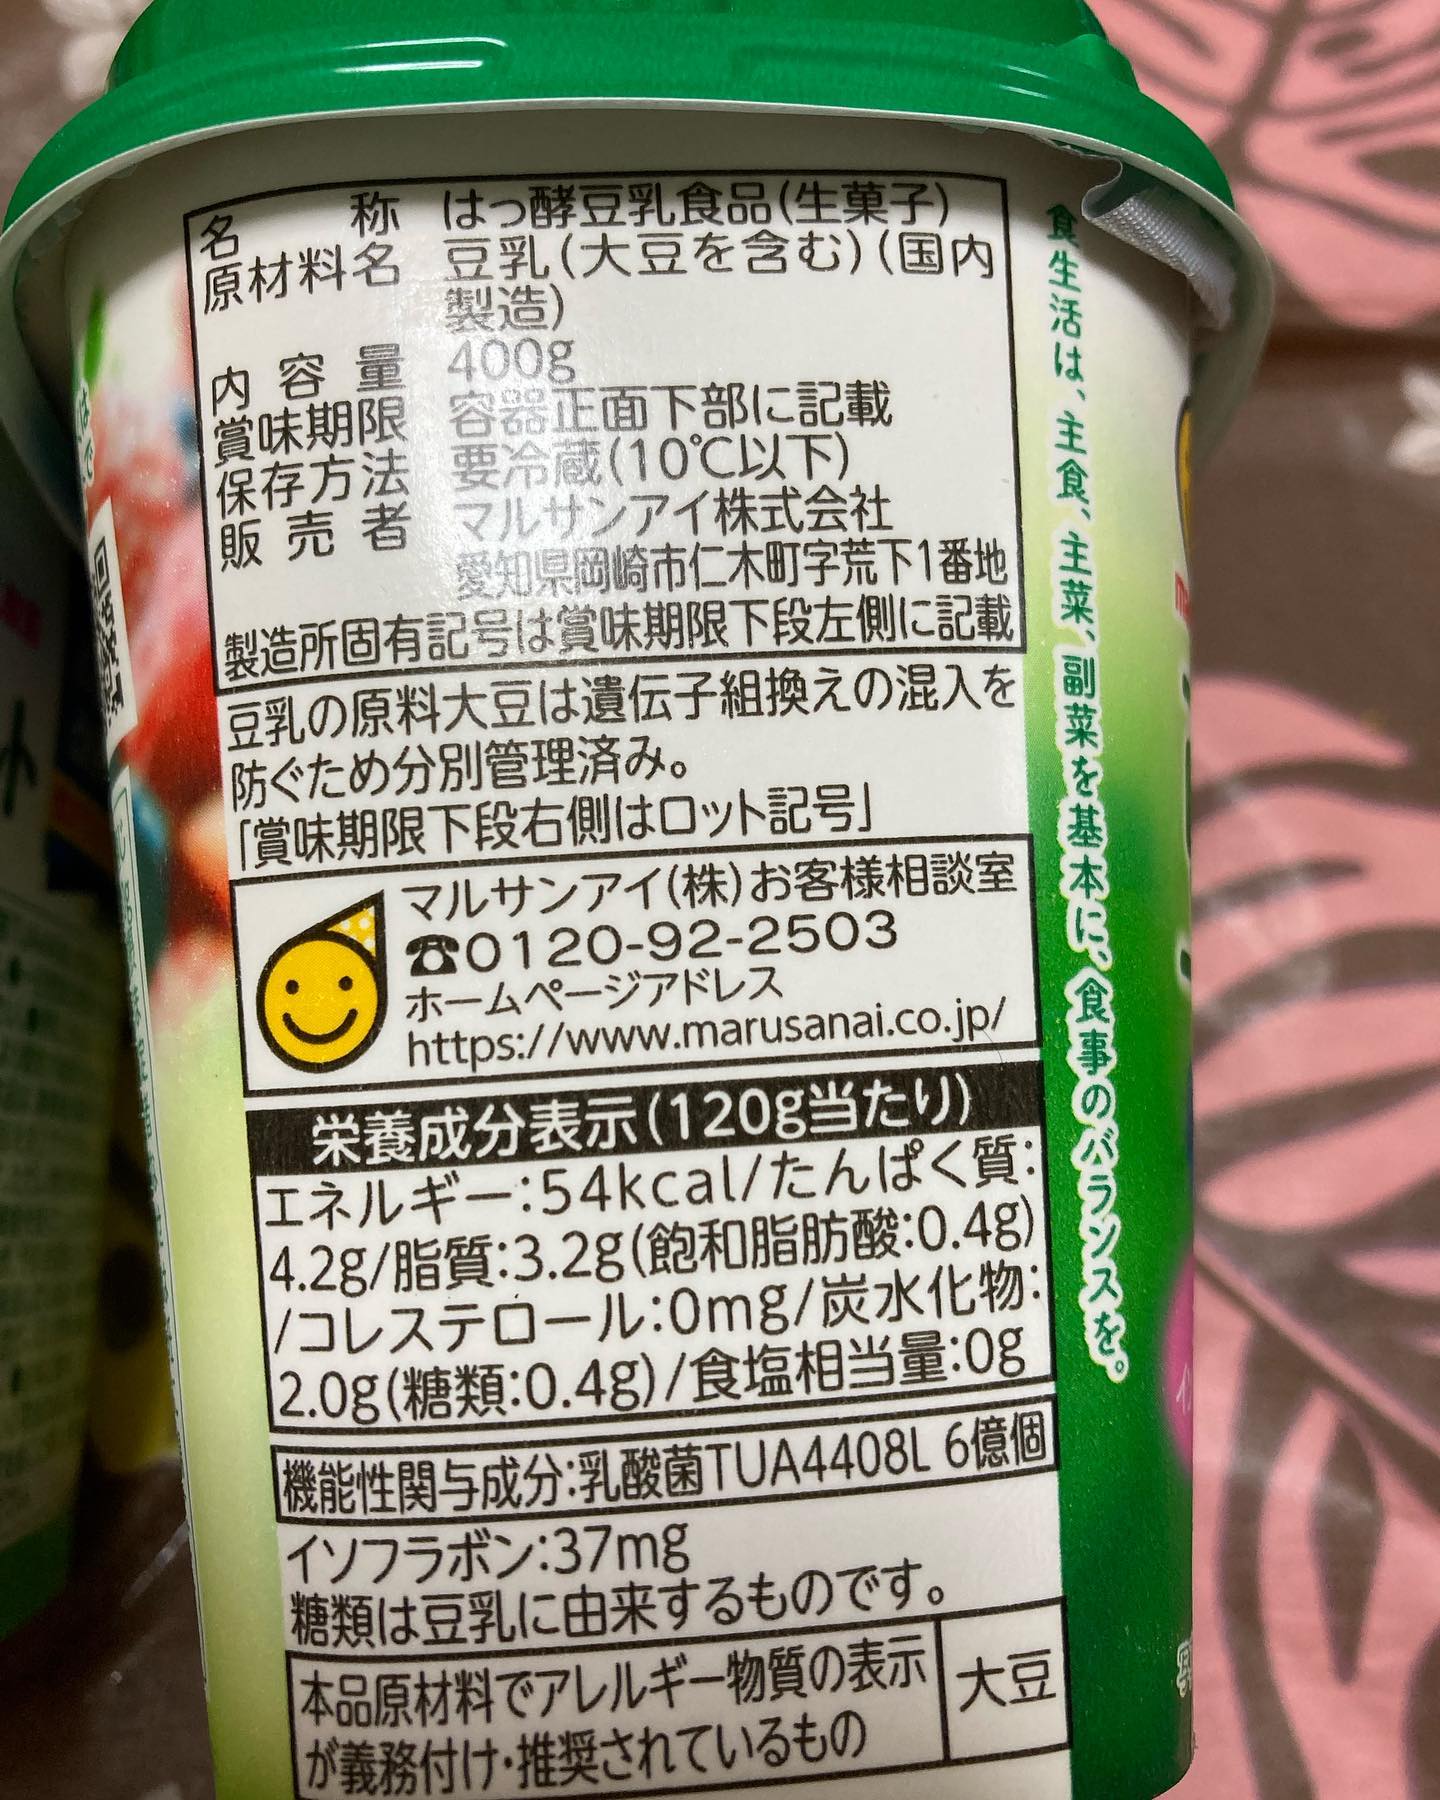 名称 はっ酵豆乳食品(生菓子)
原材料名 豆乳(大豆を含む)(国内
製造)
内容量 400g
賞味期限 容器正面下部に記載
保存方法 要冷蔵(10℃以下)
販売者 マルサンアイ株式会社
愛知県岡崎市仁木町字荒下1番地
製造所固有記号は賞味期限下段左側に記載
豆乳の原料大豆は遺伝子組換えの混入を
防ぐため分別管理済み。
「賞味期限下段右側はロット記号」
マルサンアイ(株)お客様相談室
☎0120-92-2503
ホームページアドレス
https://www.marusanai.co.jp/
栄養成分表示(120g当たり)
エネルギー:54kcal/たんぱく質:
4.2g/脂質:3.2g(飽和脂肪酸:0.4g)
/コレステロール:0mg/炭水化物:
2.0g(糖類:0.4g)/食塩相当量:0g
機能性関与成分:乳酸菌TUA4408L 6億個
イソフラボン:37mg
糖類は豆乳に由来するものです。
本品原材料でアレルギー物質の表示
が義務付け・推奨されているもの
大豆
食生活は、主食、主菜、副菜を基本に、食事のバランスを。